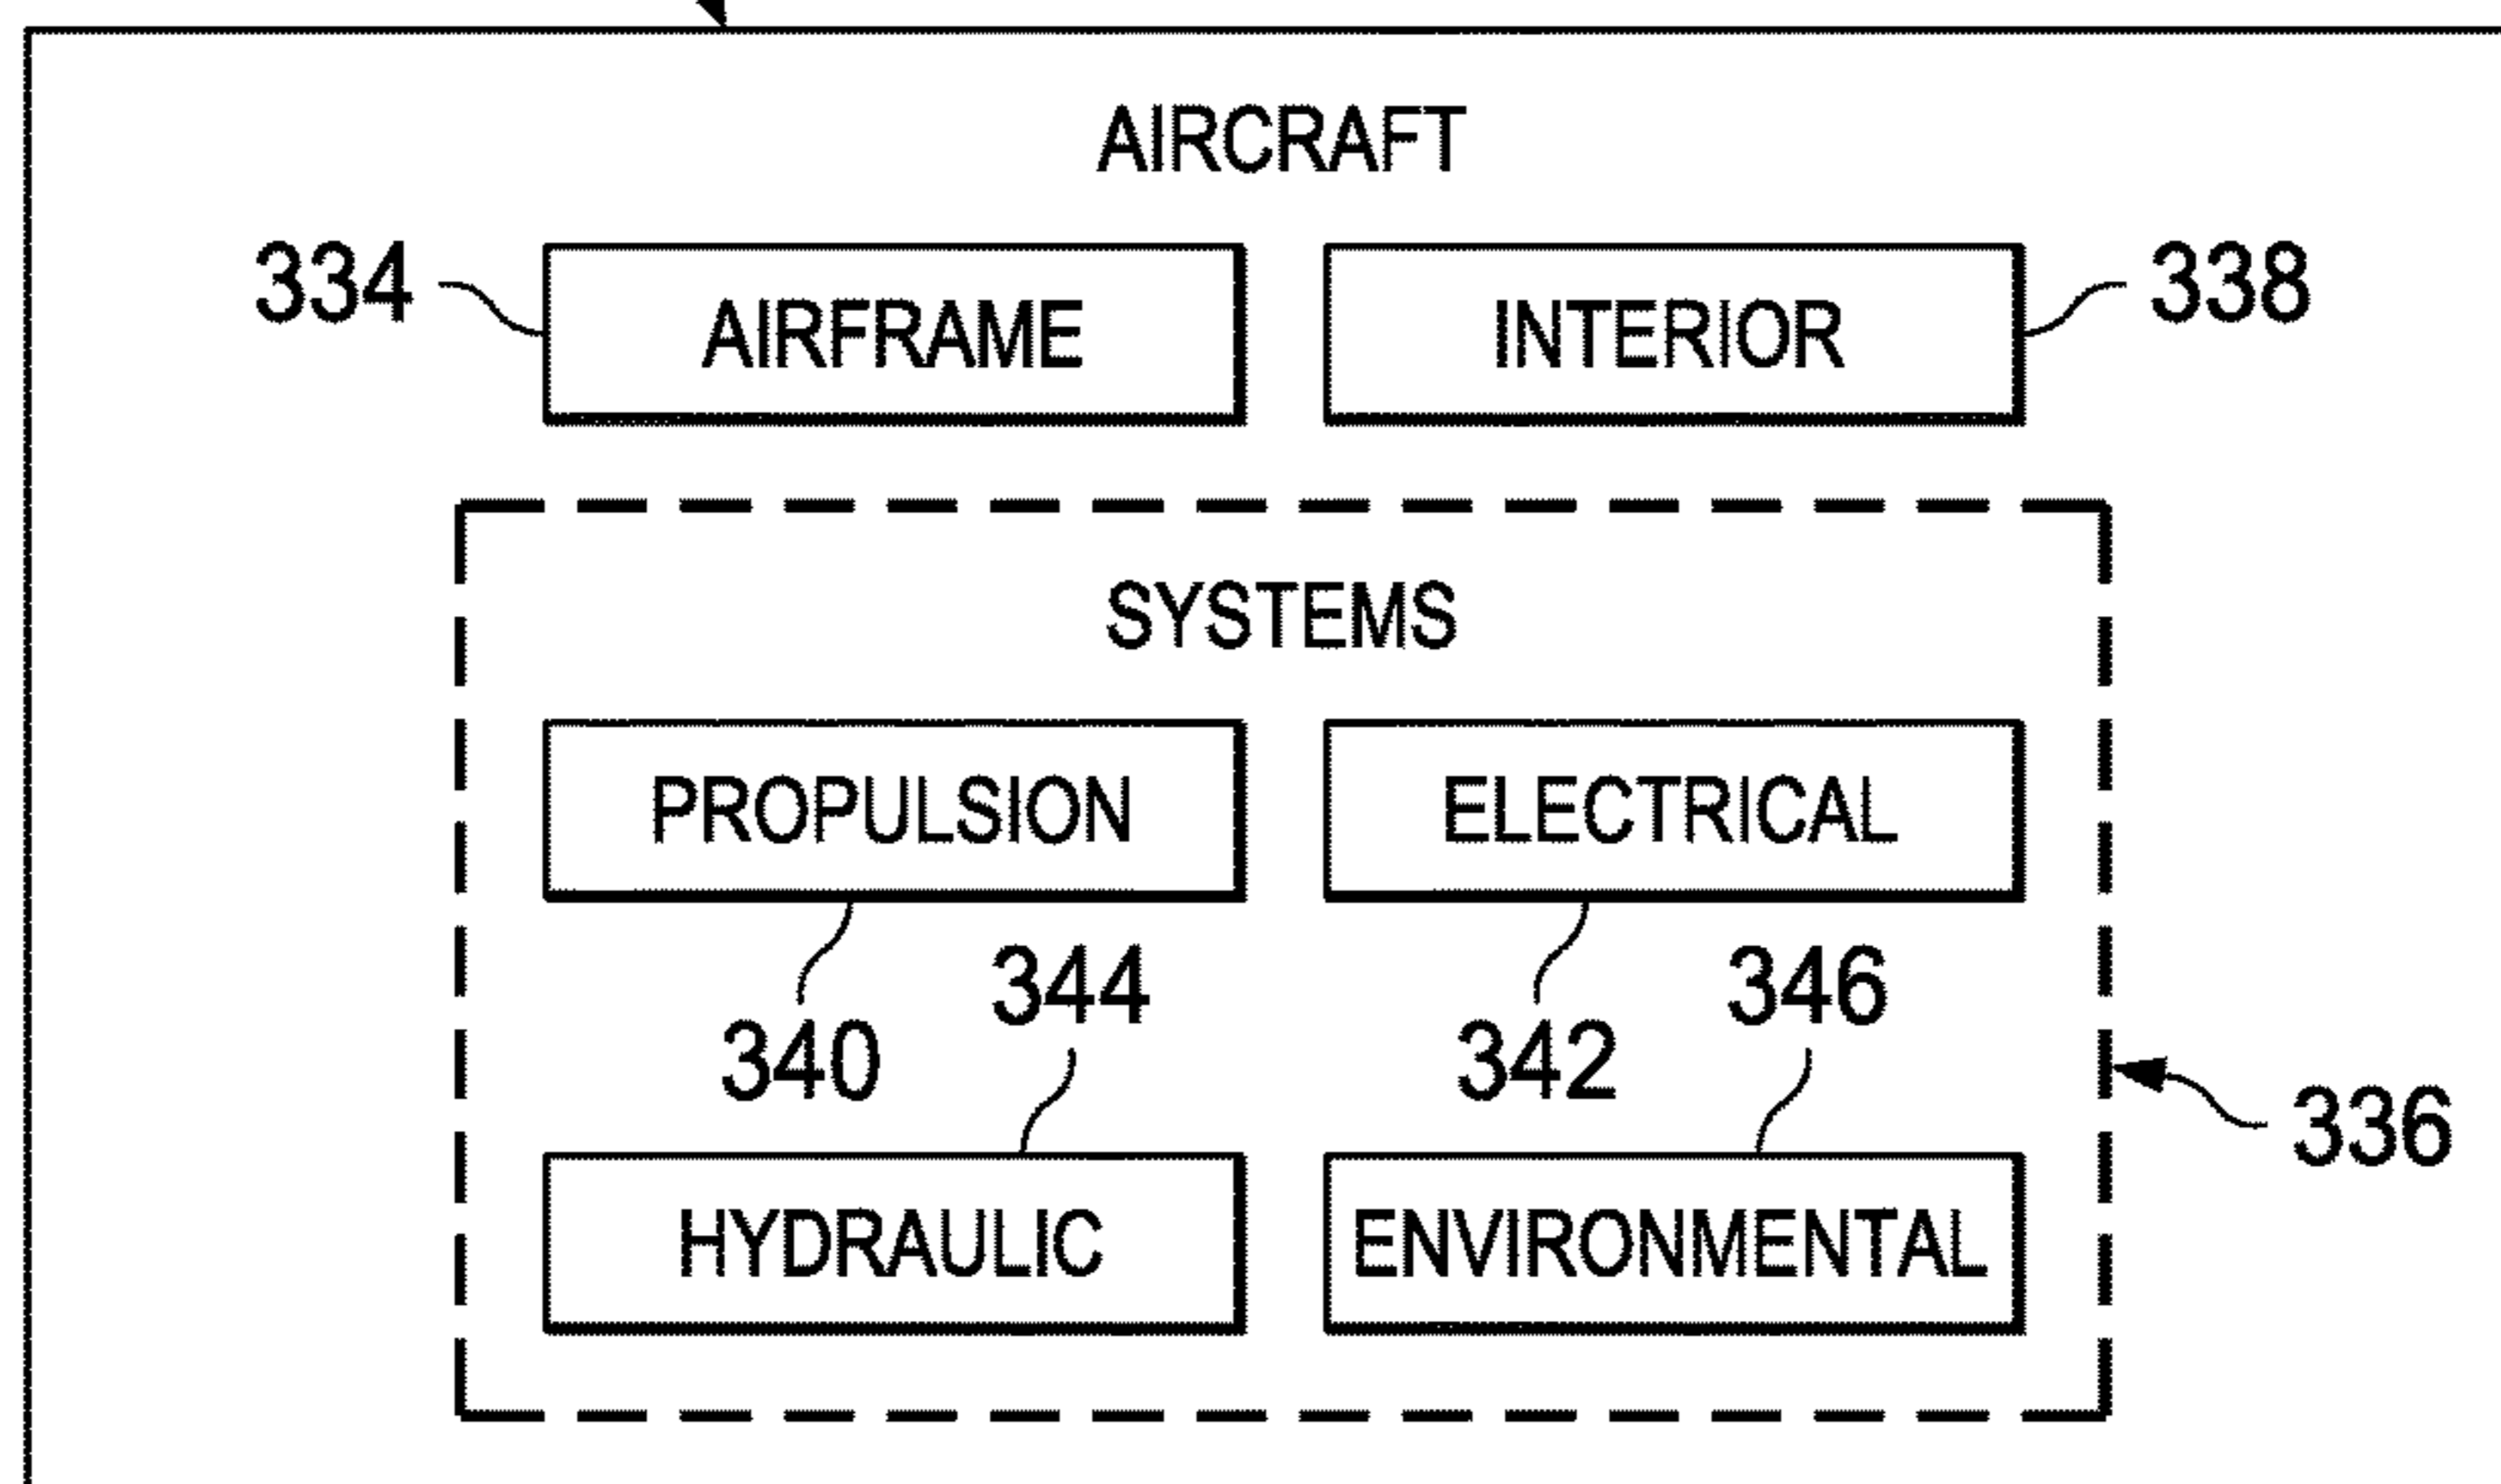 AIRCRAFT
334 AIRFRAME INTERIOR 338
SYSTEMS
PROPULSION ELECTRICAL
344 346
340 342
336
HYDRAULIC ENVIRONMENTAL